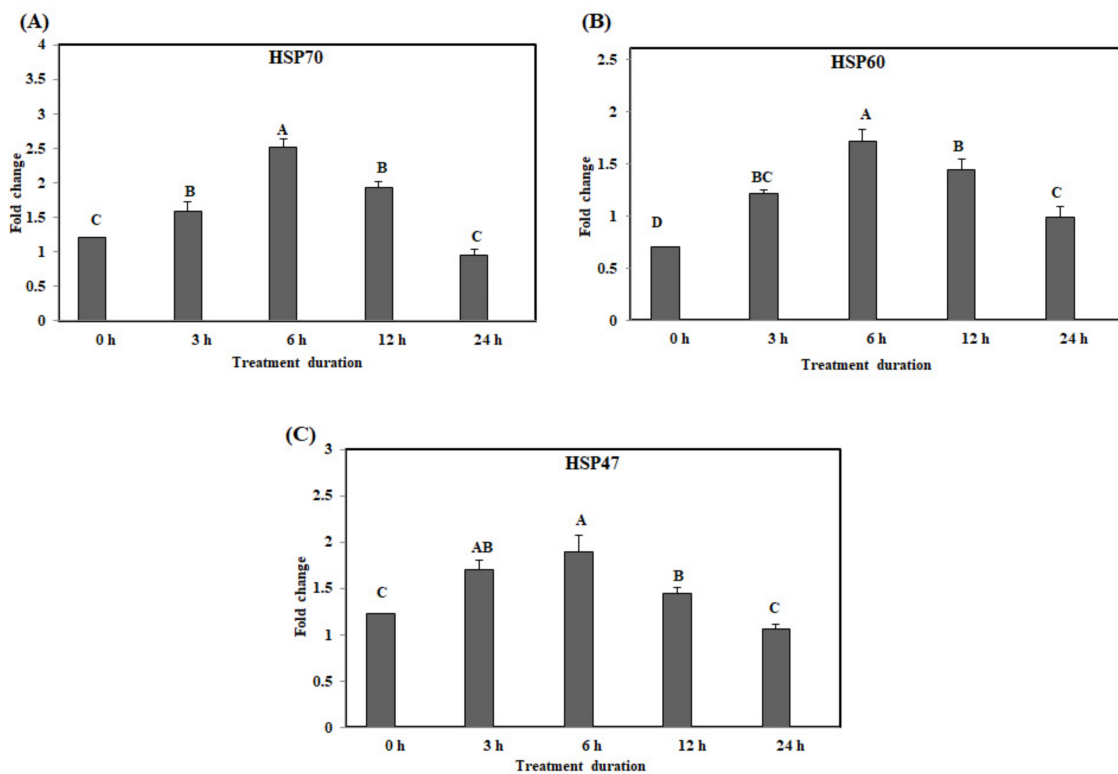 (A)
HSP70
4
3.5
3
2.5
2
1.5
1
0.5
0
Fold change
C
B
A
B
C
0 h 3 h 6 h 12 h 24 h
Treatment duration
(B)
HSP60
2.5
2
1.5
1
0.5
0
Fold change
D
BC
A
B
C
0 h 3 h 6 h 12 h 24 h
Treatment duration
(C)
HSP47
3
2.5
2
1.5
1
0.5
0
Fold change
C
AB
A
B
C
0 h 3 h 6 h 12 h 24 h
Treatment duration